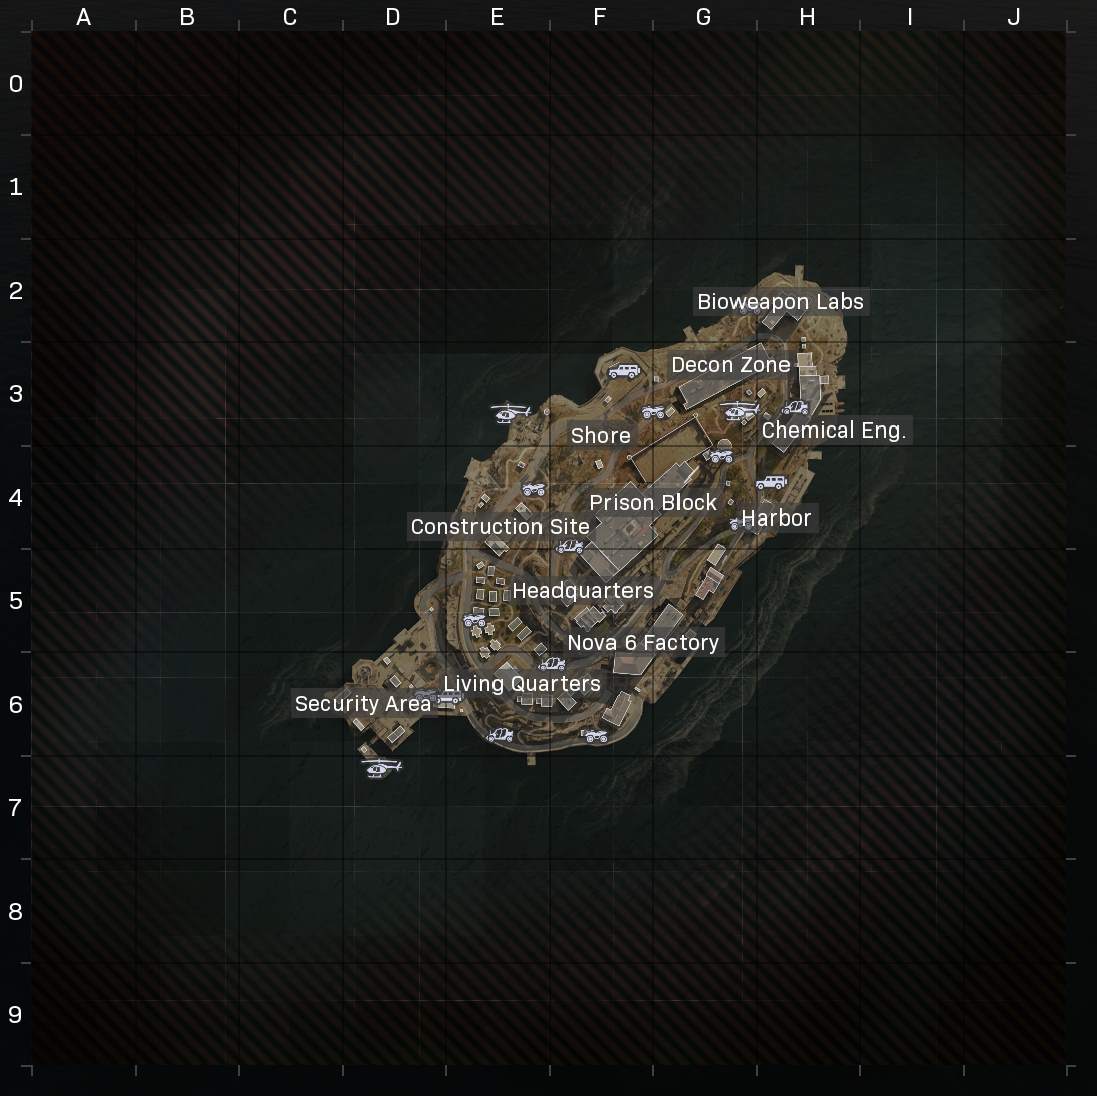 A B C D E F G H I J
0
1
2
Bioweapon Labs
Decon Zone
3
Chemical Eng.
Shore
4
Prison Block
Harbor
Construction Site
Headquarters
5
Nova 6 Factory
Living Quarters
Security Area
6
7
8
9